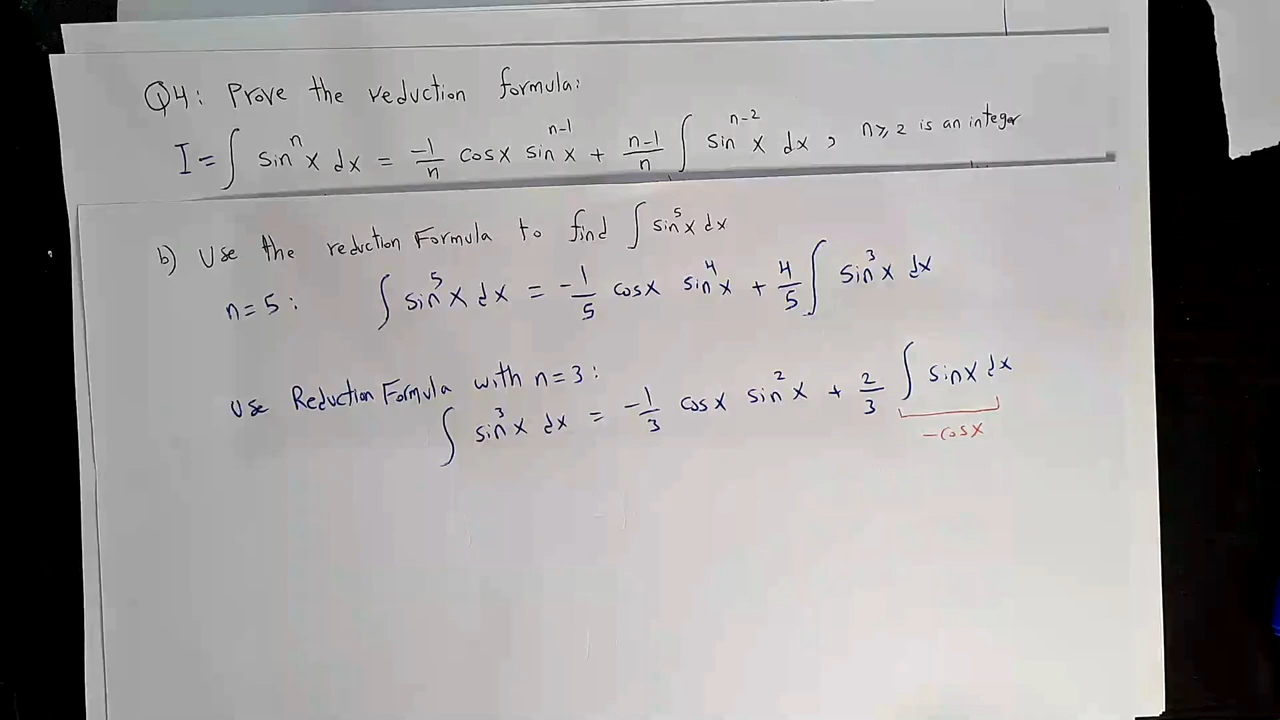 Q4: Prove the reduction formula:
I = ∫ sinⁿx dx = -1/n cosx sinⁿ⁻¹x + n-1/n ∫ sinⁿ⁻²x dx, n≥2 is an integer
b) Use the reduction Formula to find ∫ sin⁵x dx
n=5: ∫ sin⁵x dx = -1/5 cosx sin⁴x + 4/5 ∫ sin³x dx
Use Reduction Formula with n=3:
∫ sin³x dx = -1/3 cosx sin²x + 2/3 ∫ sinx dx
-cosx